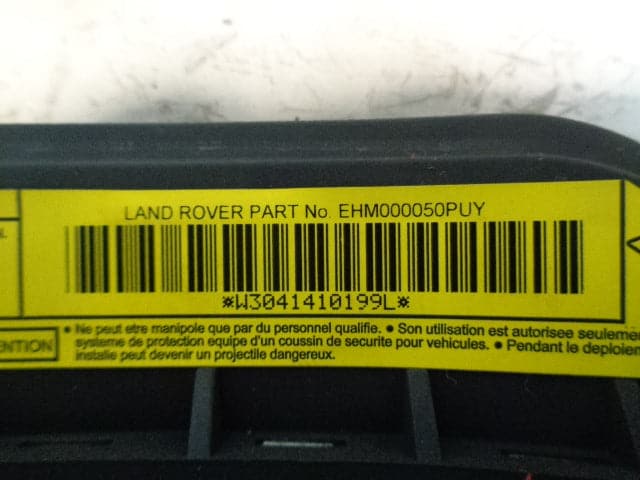 LAND ROVER PART No. EHM000050PUY
*W3041410199L*
• Ne peut etre manipole que par du personnel qualifie. • Son utilisation est autorisee seulemen
ENTION systeme de protection equipe d'un coussin de securite pour vehicules. • Pendant le deploiem
installe peut devenir un projectile dangereux.